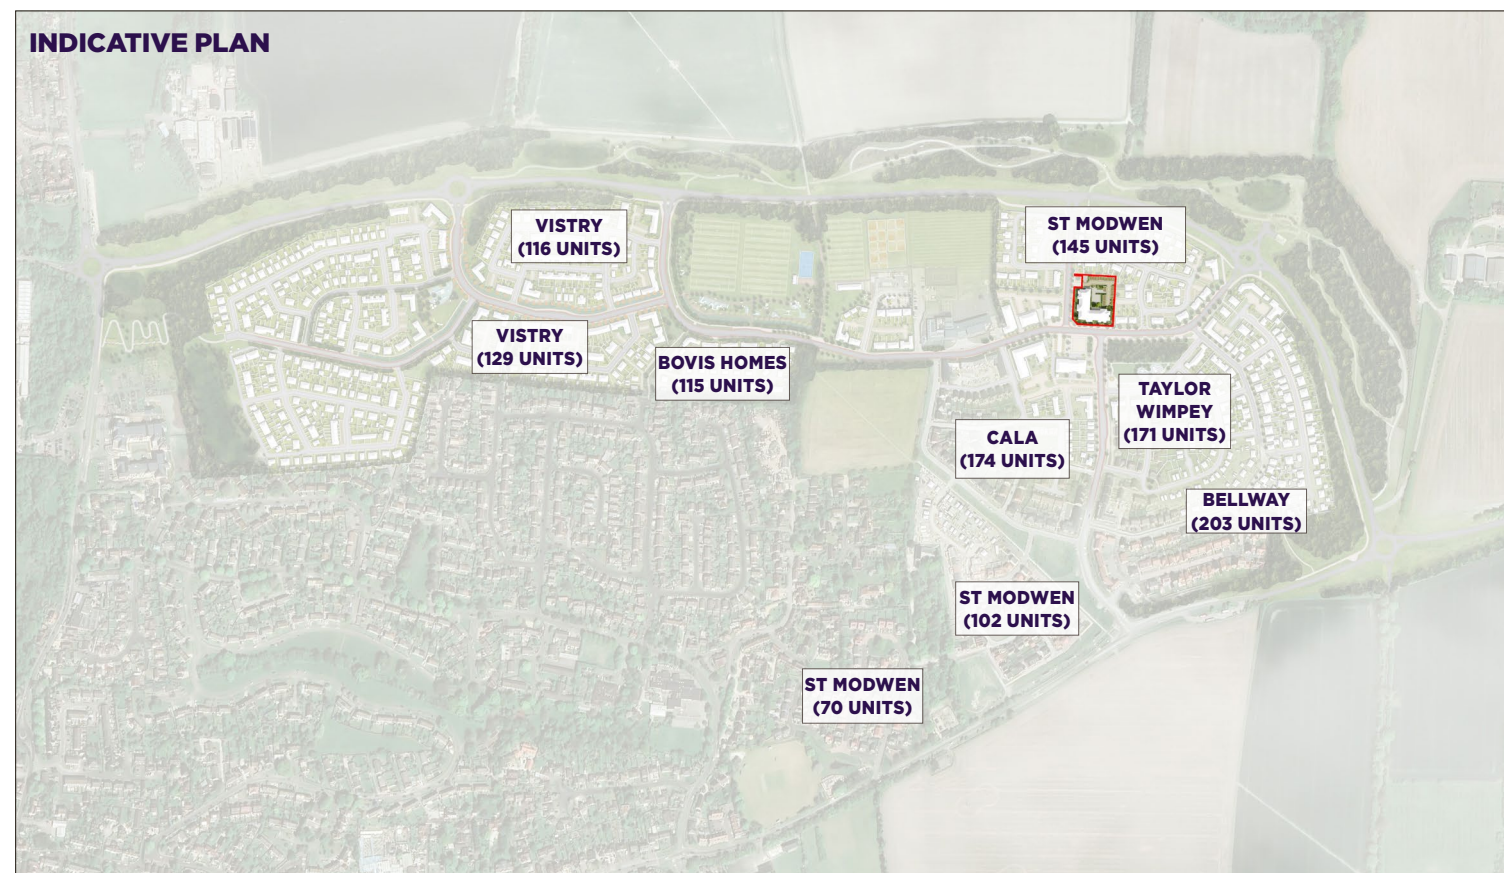 INDICATIVE PLAN
VISTRY
(116 UNITS)
ST MODWEN
(145 UNITS)
VISTRY
(129 UNITS)
BOVIS HOMES
(115 UNITS)
TAYLOR
WIMPEY
(171 UNITS)
CALA
(174 UNITS)
BELLWAY
(203 UNITS)
ST MODWEN
(102 UNITS)
ST MODWEN
(70 UNITS)